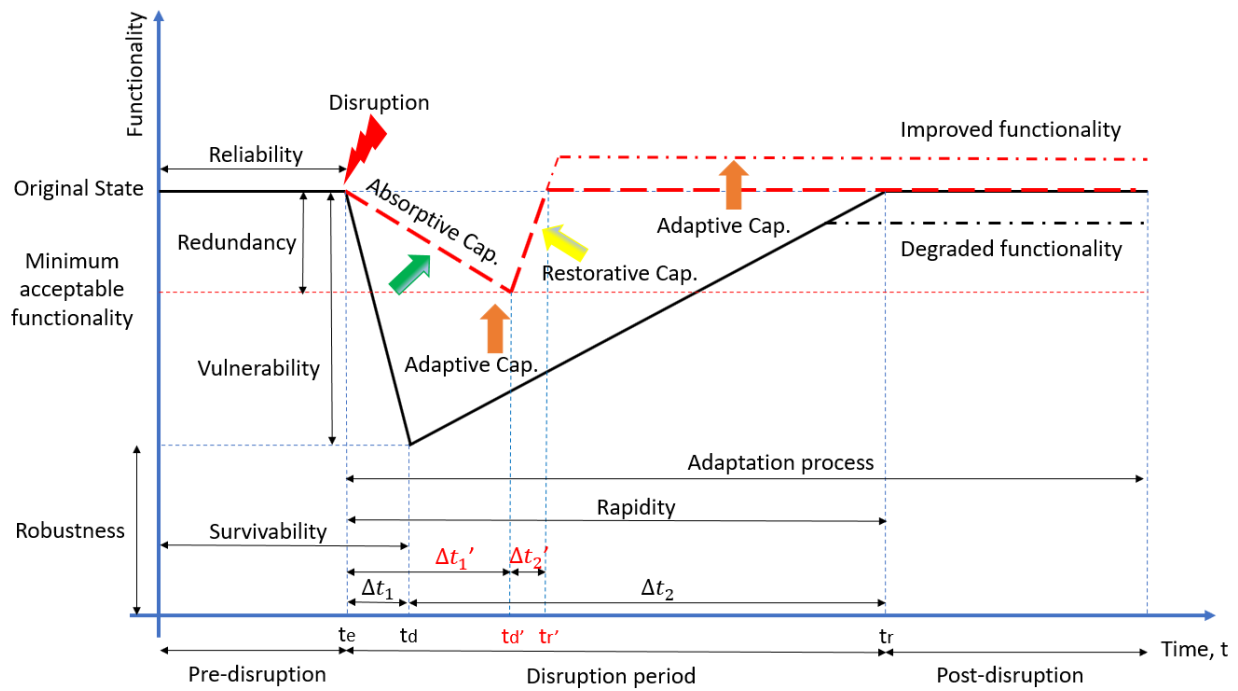 Functionality
Disruption
Reliability
Improved functionality
Original State
Absorptive Cap.
Redundancy
Adaptive Cap.
Degraded functionality
Minimum
acceptable
functionality
Restorative Cap.
Adaptive Cap.
Vulnerability
Adaptation process
Rapidity
Robustness
Survivability
Δt₁' Δt₂'
Δt₁ Δt₂
te td td' tr' tr Time, t
Pre-disruption Disruption period Post-disruption